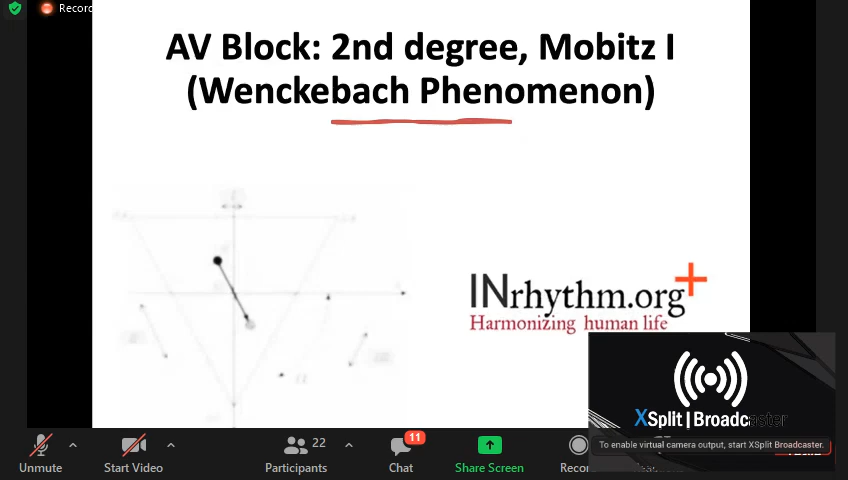 Record
AV Block: 2nd degree, Mobitz I
(Wenckebach Phenomenon)
I
INrhythm.org+
Harmonizing human life
XSplit | Broadcaster
To enable virtual camera output, start XSplit Broadcaster.
22
11
Unmute
Start Video
Participants
Chat
Share Screen
Recor